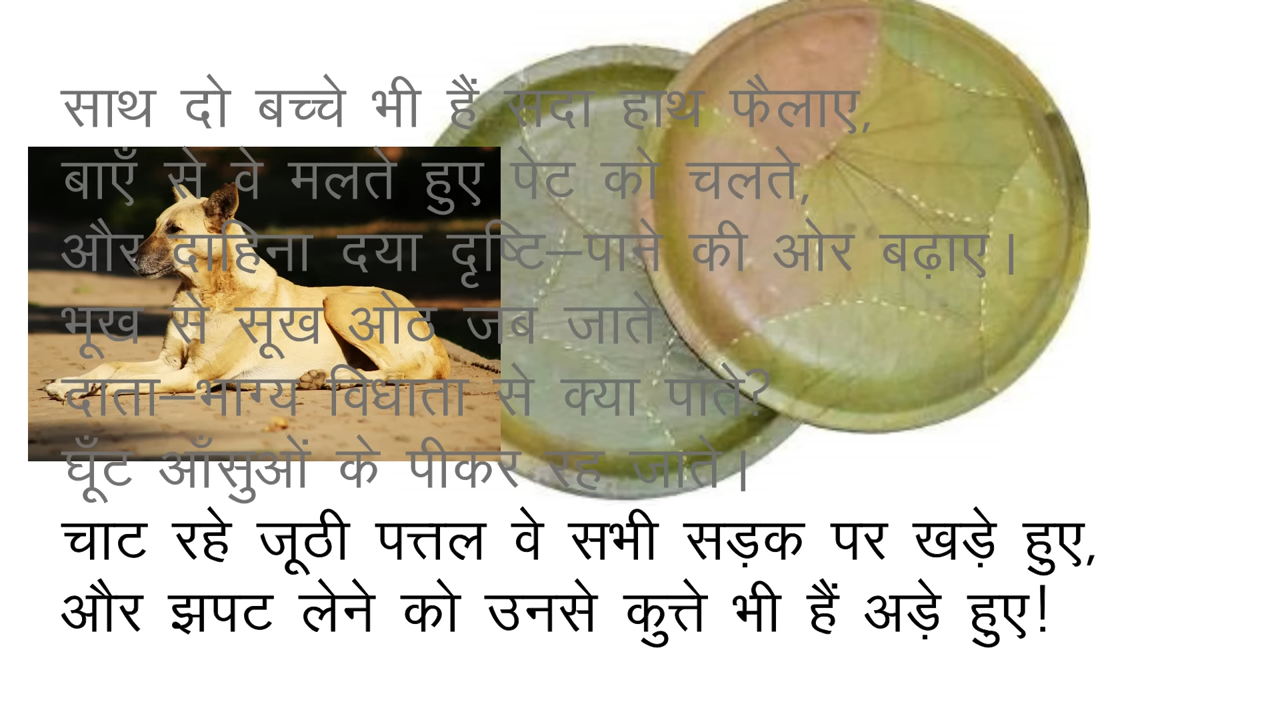 साथ दो बच्चे भी हैं सदा हाथ फैलाए,
बाएँ से वे मलते हुए पेट को चलते,
और दाहिना दया दृष्टि–पाने की ओर बढ़ाए।
भूख से सूख ओठ जब जाते
दाता–भाग्य विधाता से क्या पाते?
घूँट आँसुओं के पीकर रह जाते।
चाट रहे जूठी पत्तल वे सभी सड़क पर खड़े हुए,
और झपट लेने को उनसे कुत्ते भी हैं अड़े हुए!